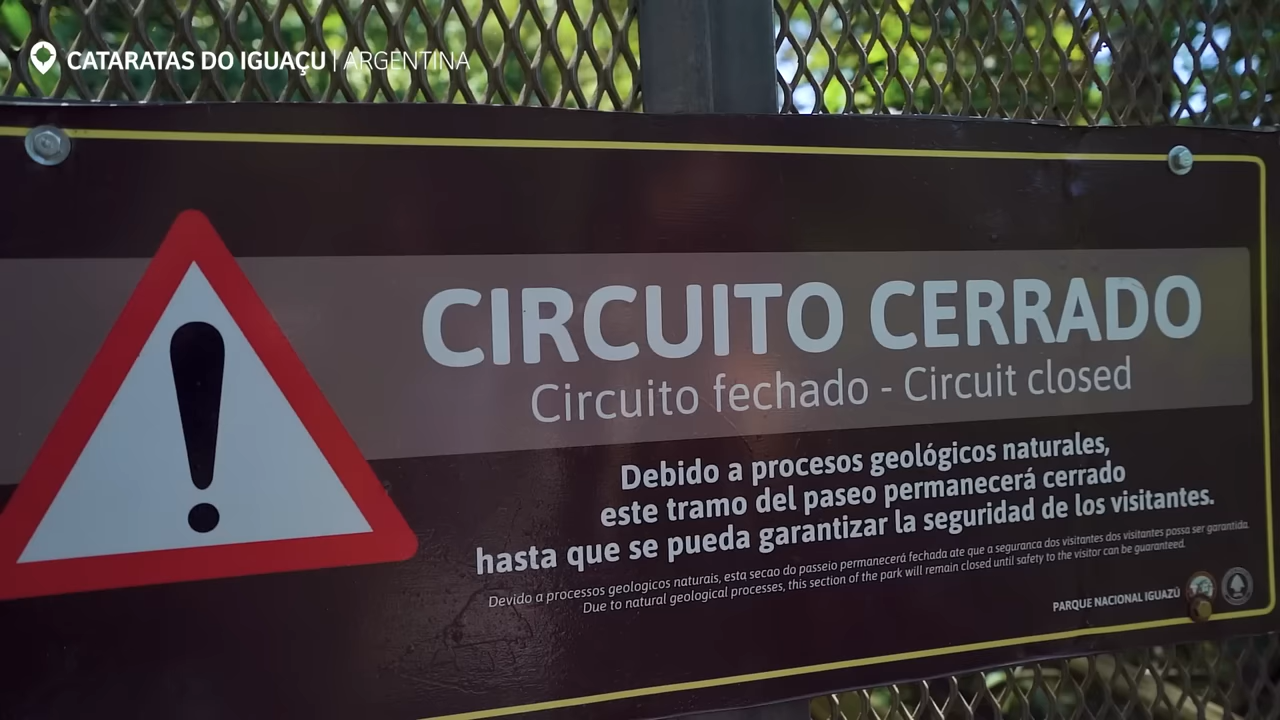 CATARATAS DO IGUAÇU | ARGENTINA
CIRCUITO CERRADO
Circuito fechado - Circuit closed
Debido a procesos geológicos naturales,
este tramo del paseo permanecerá cerrado
hasta que se pueda garantizar la seguridad de los visitantes.
Devido a processos geologicos naturais, esta secao do passeio permanecerá fechada ate que a seguranca dos visitantes dos visitantes possa ser garantida.
Due to natural geological processes, this section of the park will remain closed until safety to the visitor can be guaranteed.
PARQUE NACIONAL IGUAZÚ